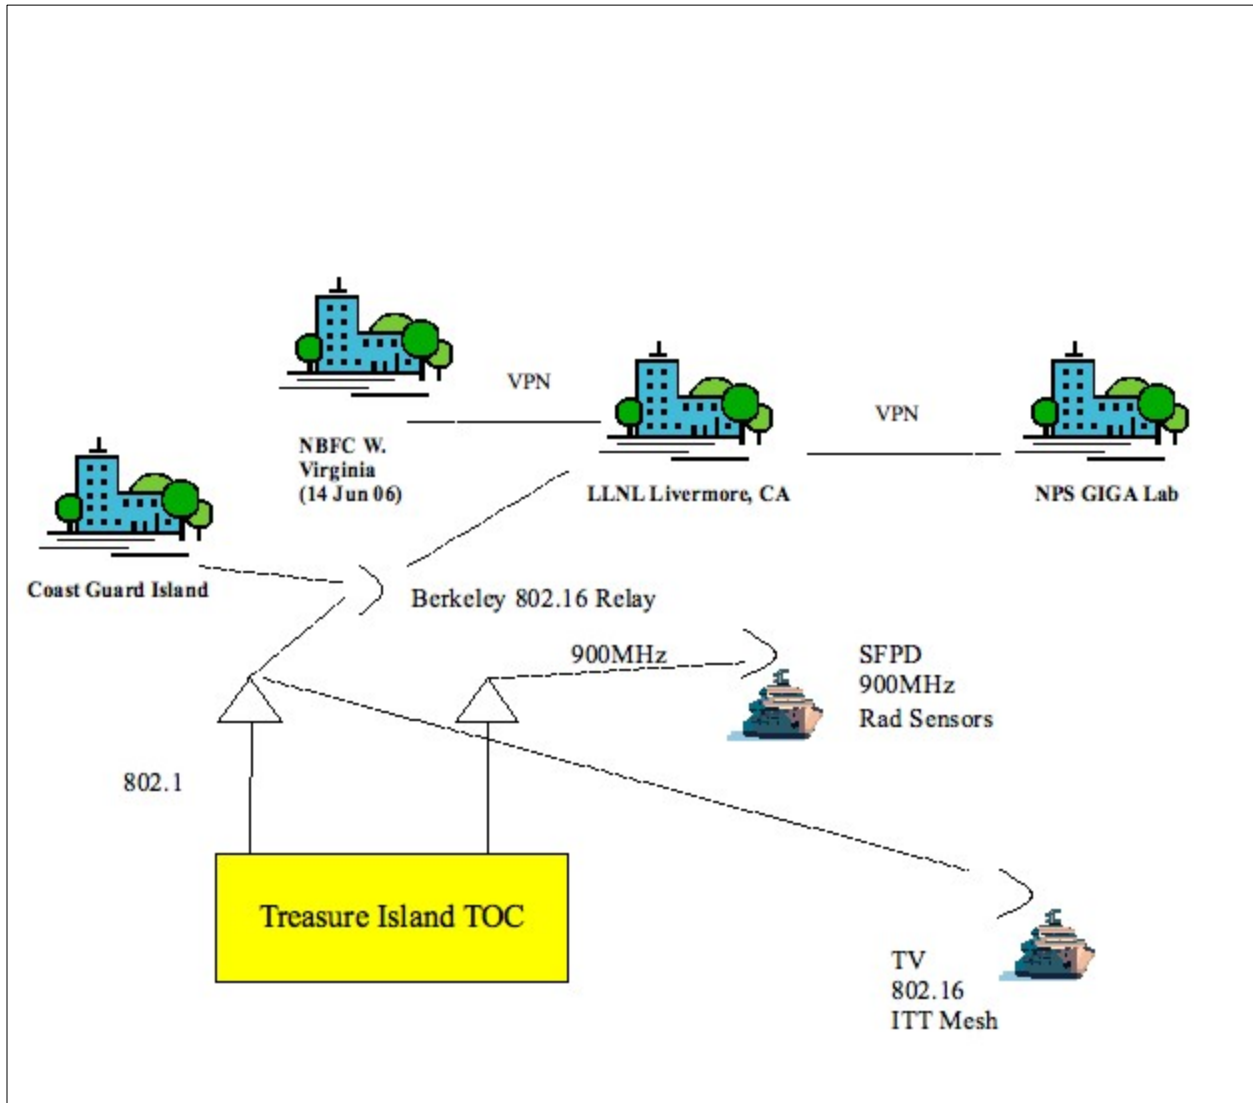 VPN
VPN
NBFC W.
Virginia
(14 Jun 06)
LLNL Livermore, CA
NPS GIGA Lab
Coast Guard Island
Berkeley 802.16 Relay
900MHz
SFPD
900MHz
Rad Sensors
802.1
Treasure Island TOC
TV
802.16
ITT Mesh